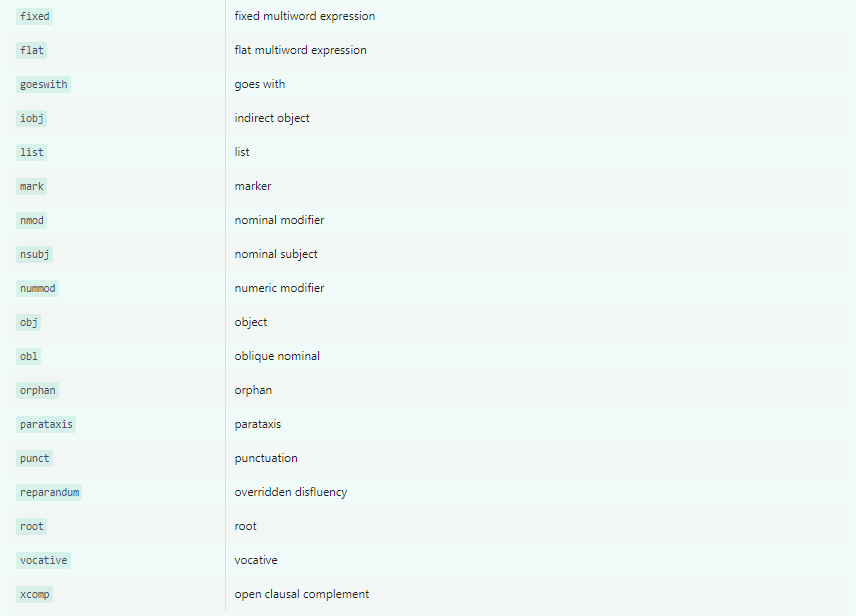 fixed fixed multiword expression
flat flat multiword expression
goeswith goes with
iobj indirect object
list list
mark marker
nmod nominal modifier
nsubj nominal subject
nummod numeric modifier
obj object
obl oblique nominal
orphan orphan
parataxis parataxis
punct punctuation
reparandum overridden disfluency
root root
vocative vocative
xcomp open clausal complement